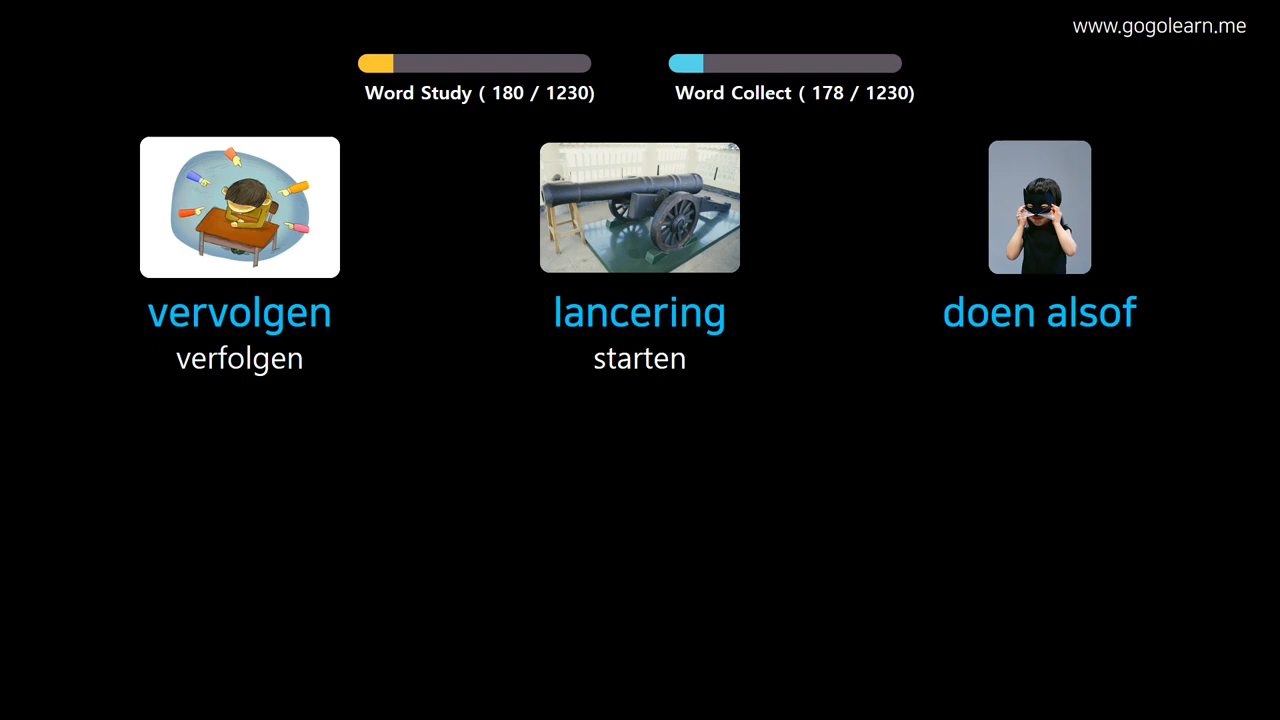 www.gogolearn.me
Word Study ( 180 / 1230)
Word Collect ( 178 / 1230)
vervolgen
lancering
doen alsof
verfolgen
starten